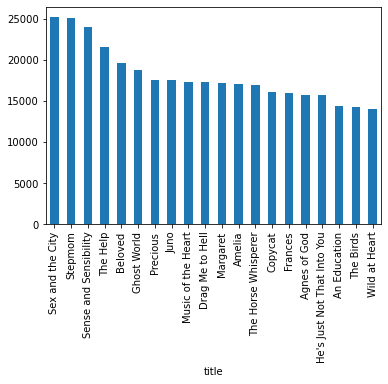 25000
20000
15000
10000
5000
0
Sex and the City
Stepmom
Sense and Sensibility
The Help
Beloved
Ghost World
Precious
Juno
Music of the Heart
Drag Me to Hell
Margaret
Amelia
The Horse Whisperer
Copycat
Frances
Agnes of God
He's Just Not That Into You
An Education
The Birds
Wild at Heart
title